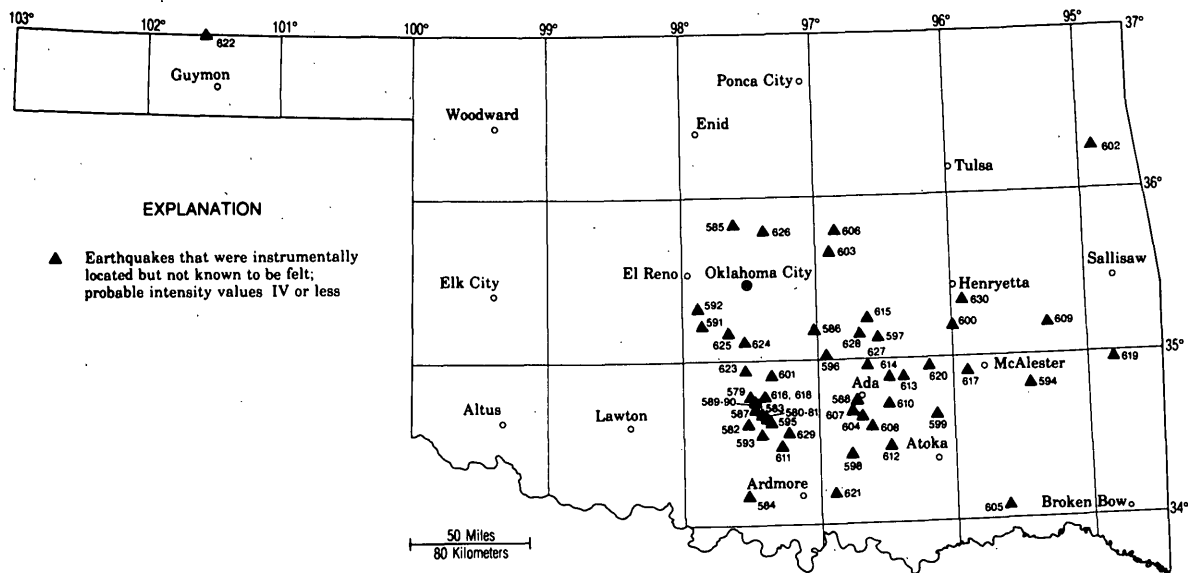 103° 102° 101° 100° 99° 98° 97° 96° 95° 37°
622
Guymon
Ponca City
Woodward
Enid
602
Tulsa
36°
EXPLANATION
Earthquakes that were instrumentally
located but not known to be felt;
probable intensity values IV or less
585
626
606
603
El Reno
Oklahoma City
Sallisaw
Elk City
Henryetta
630
592
591
625
624
586
615
628
597
600
609
35°
596
627
614
613
620
617
McAlester
594
619
623
601
579
616, 618
589-90
583
587
580-81
595
582
593
629
611
Ada
588
607
604
608
610
599
598
612
Atoka
Altus
Lawton
Ardmore
584
621
605
Broken Bow
34°
50 Miles
80 Kilometers